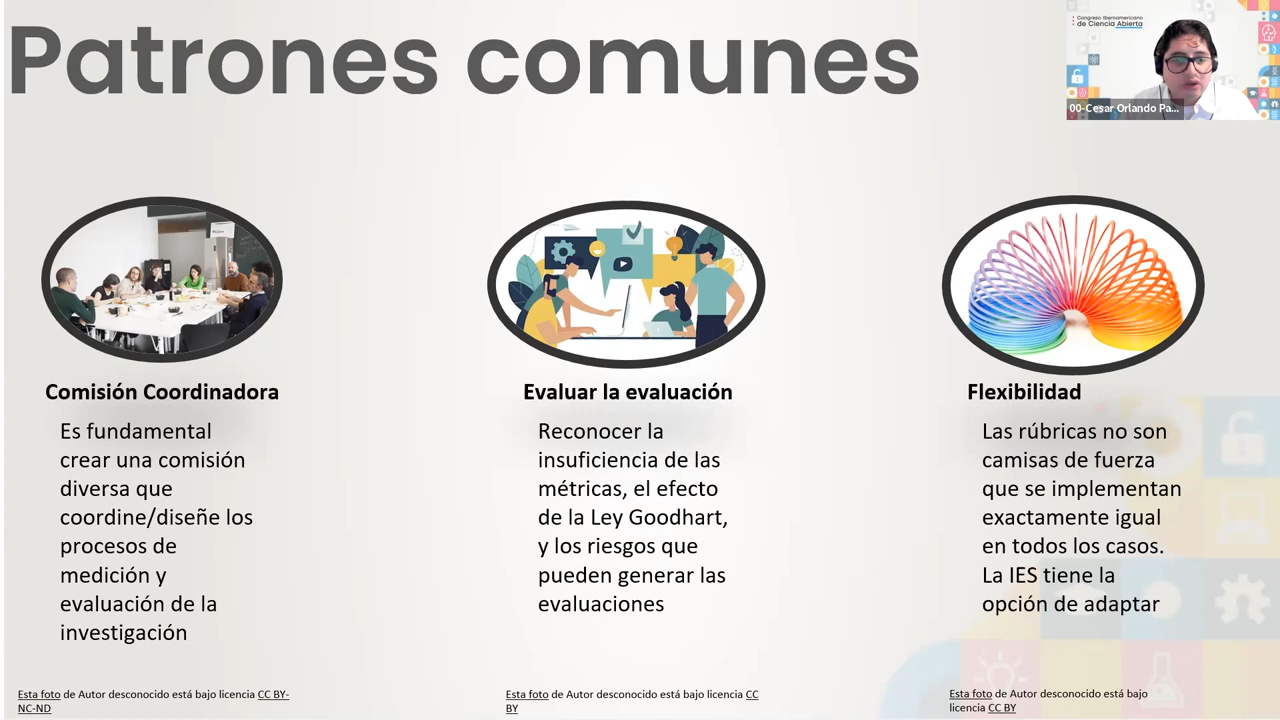 Patrones comunes
Congreso Iberoamericano
de Ciencia Abierta
00-Cesar Orlando Pa...
Comisión Coordinadora
Es fundamental
crear una comisión
diversa que
coordine/diseñe los
procesos de
medición y
evaluación de la
investigación
Esta foto de Autor desconocido está bajo licencia CC BY-
NC-ND
Evaluar la evaluación
Reconocer la
insuficiencia de las
métricas, el efecto
de la Ley Goodhart,
y los riesgos que
pueden generar las
evaluaciones
Esta foto de Autor desconocido está bajo licencia CC
BY
Flexibilidad
Las rúbricas no son
camisas de fuerza
que se implementan
exactamente igual
en todos los casos.
La IES tiene la
opción de adaptar
Esta foto de Autor desconocido está bajo
licencia CC BY